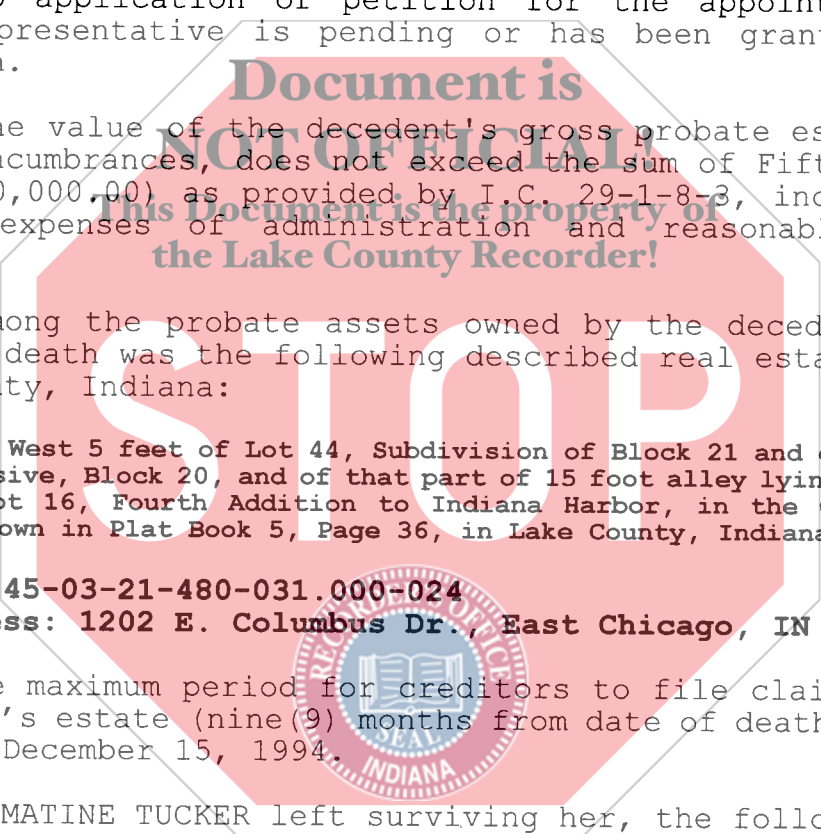 application or petition for the appoint
presentative is pending or has been grant
Document is
ne value of the decedent's gross probate es
NOT OFFICIAL!
ncumbrances, does not exceed the sum of Fift
0,000.00) as provided by I.C. 29-1-8-3, inc
This Document is the property of
expenses of administration and reasonabl
the Lake County Recorder!
mong the probate assets owned by the deced
death was the following described real esta
ty, Indiana:
STOP
West 5 feet of Lot 44, Subdivision of Block 21 and
sive, Block 20, and of that part of 15 foot alley lyin
ot 16, Fourth Addition to Indiana Harbor, in the
own in Plat Book 5, Page 36, in Lake County, Indiana
45-03-21-480-031.000-024
ess: 1202 E. Columbus Dr., East Chicago, IN
RECORDER'S OFFICE
e maximum period for creditors to file clai
's estate (nine(9) months from date of death
SEAL
December 15, 1994.
INDIANA
MATINE TUCKER left surviving her, the follo